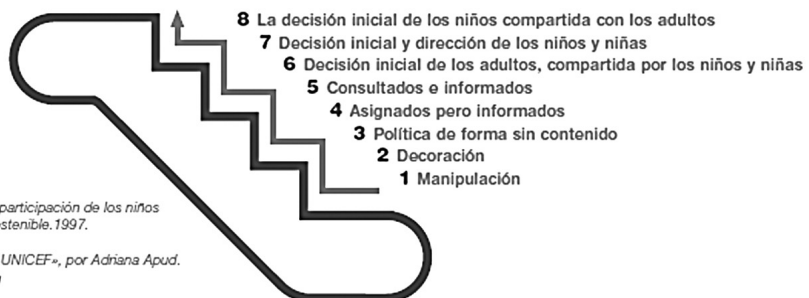 8 La decisión inicial de los niños compartida con los adultos
7 Decisión inicial y dirección de los niños y niñas
6 Decisión inicial de los adultos, compartida por los niños y niñas
5 Consultados e informados
4 Asignados pero informados
3 Política de forma sin contenido
2 Decoración
1 Manipulación
participación de los niños
ostenible.1997.
UNICEF», por Adriana Apud.